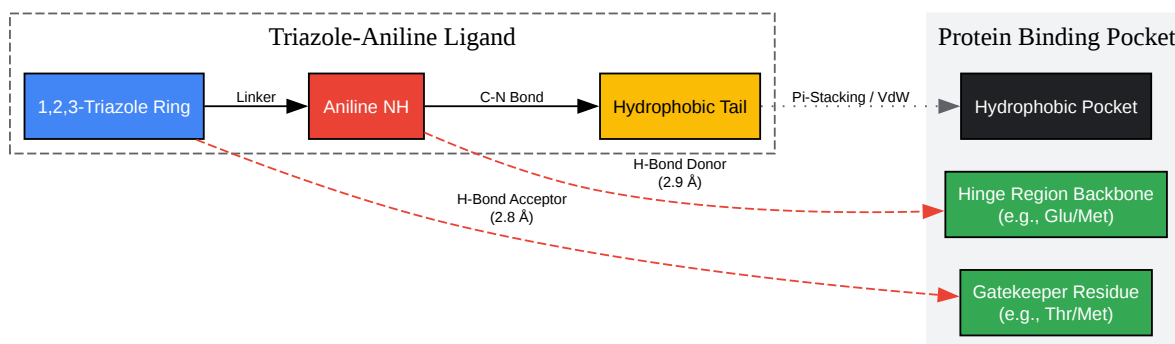 Triazole-Aniline Ligand
Protein Binding Pocket
1,2,3-Triazole Ring
Linker
Aniline NH
C-N Bond
Hydrophobic Tail
Pi-Stacking / VdW
Hydrophobic Pocket
H-Bond Donor
(2.9 Å)
Hinge Region Backbone
(e.g., Glu/Met)
H-Bond Acceptor
(2.8 Å)
Gatekeeper Residue
(e.g., Thr/Met)